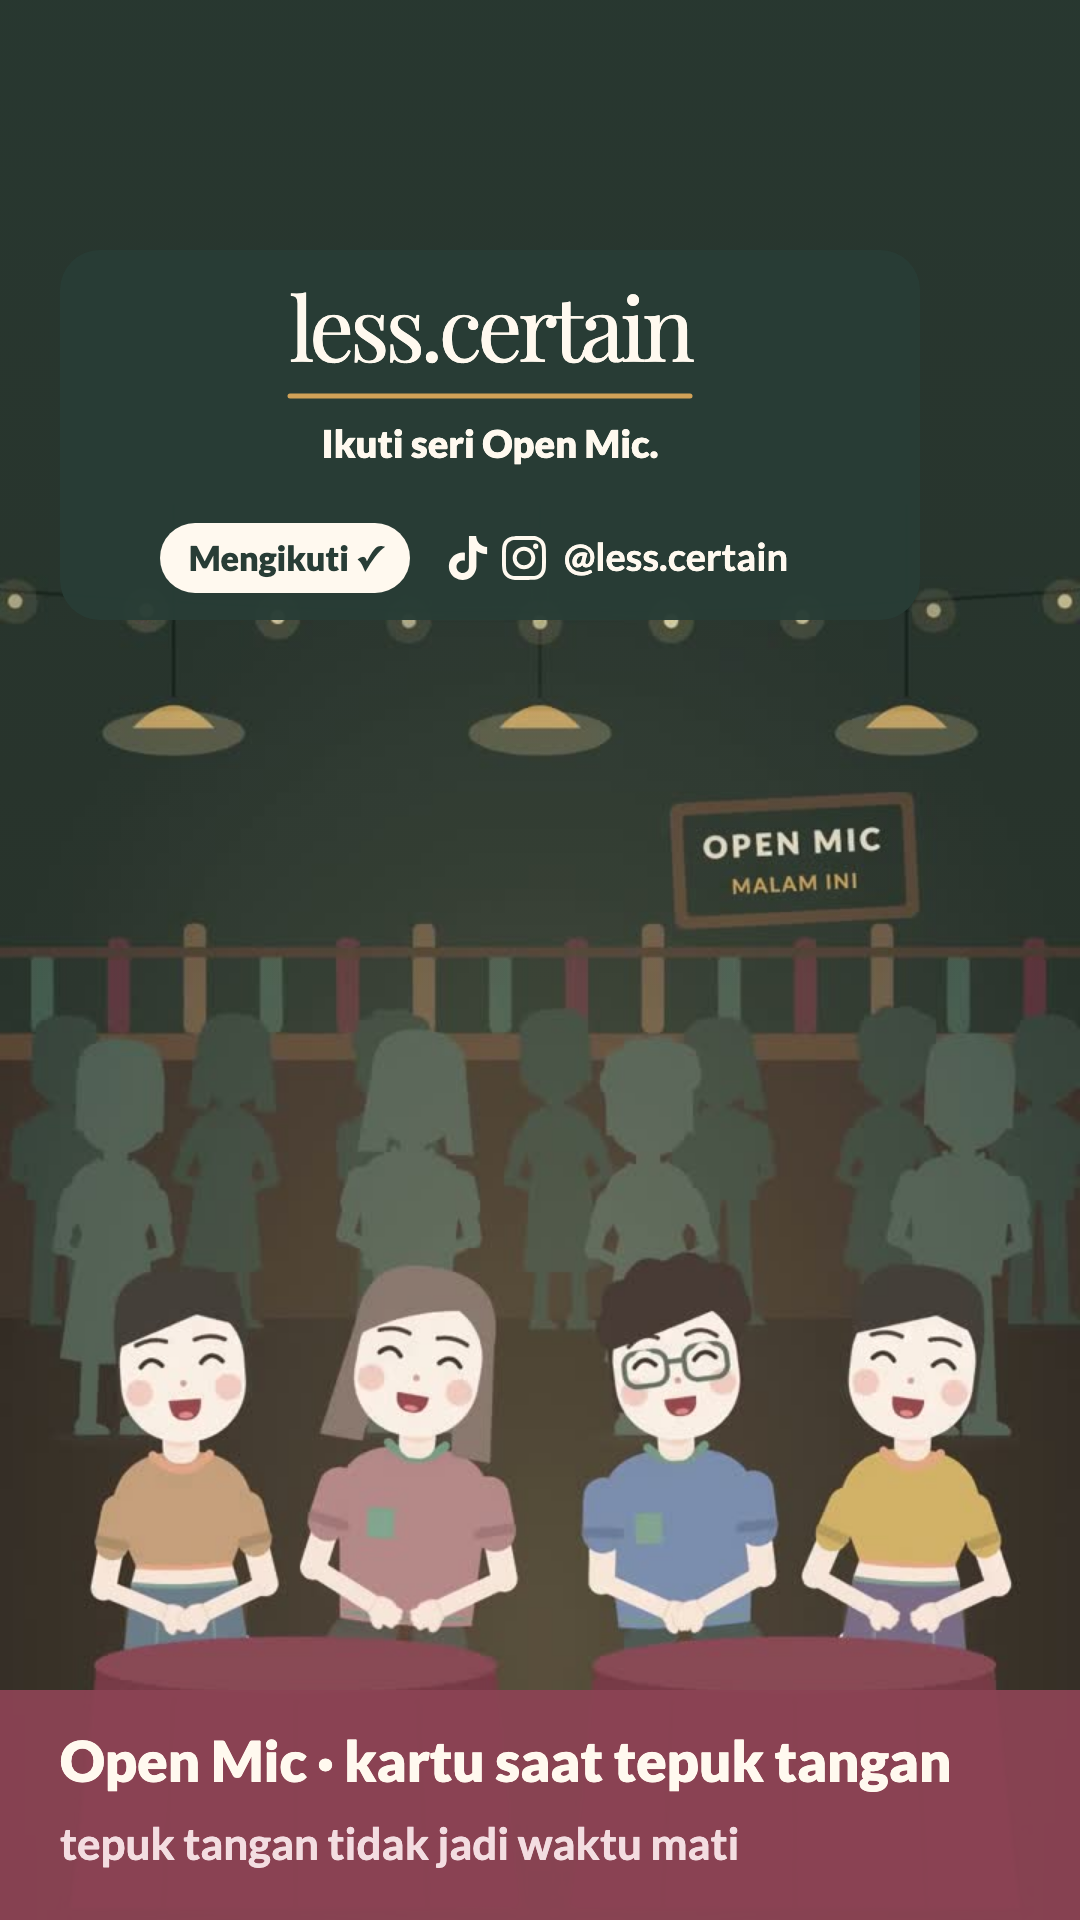 less.certain
Ikuti seri Open Mic.
Mengikuti ✓ @less.certain
OPEN MIC
MALAM INI
Open Mic · kartu saat tepuk tangan
tepuk tangan tidak jadi waktu mati